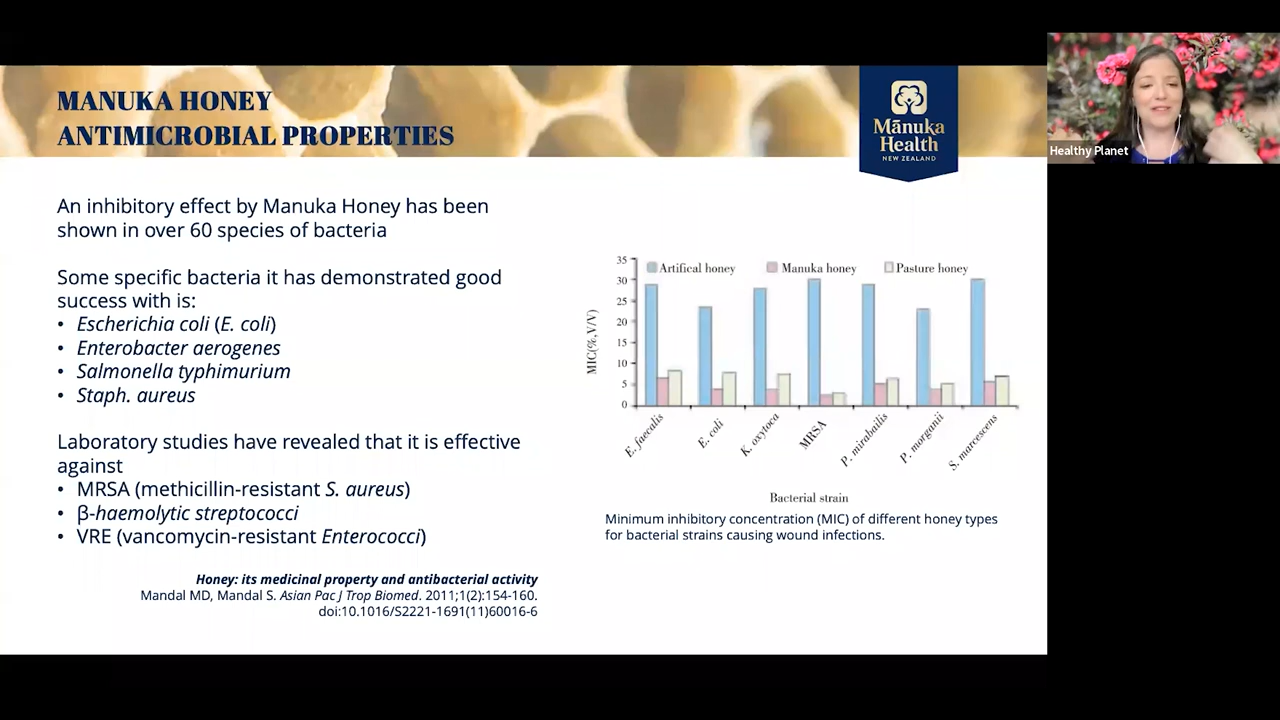 MANUKA HONEY
ANTIMICROBIAL PROPERTIES
Mānuka
Health
NEW ZEALAND
Healthy Planet
An inhibitory effect by Manuka Honey has been
shown in over 60 species of bacteria
Some specific bacteria it has demonstrated good
success with is:
• Escherichia coli (E. coli)
• Enterobacter aerogenes
• Salmonella typhimurium
• Staph. aureus
Laboratory studies have revealed that it is effective
against
• MRSA (methicillin-resistant S. aureus)
• β-haemolytic streptococci
• VRE (vancomycin-resistant Enterococci)
Honey: its medicinal property and antibacterial activity
Mandal MD, Mandal S. Asian Pac J Trop Biomed. 2011;1(2):154-160.
doi:10.1016/S2221-1691(11)60016-6
Artifical honey Manuka honey Pasture honey
MIC(%,V/V)
35
30
25
20
15
10
5
0
E. faecalis E. coli K. oxytoca MRSA P. mirabailis P. morganii S. marcescens
Bacterial strain
Minimum inhibitory concentration (MIC) of different honey types
for bacterial strains causing wound infections.